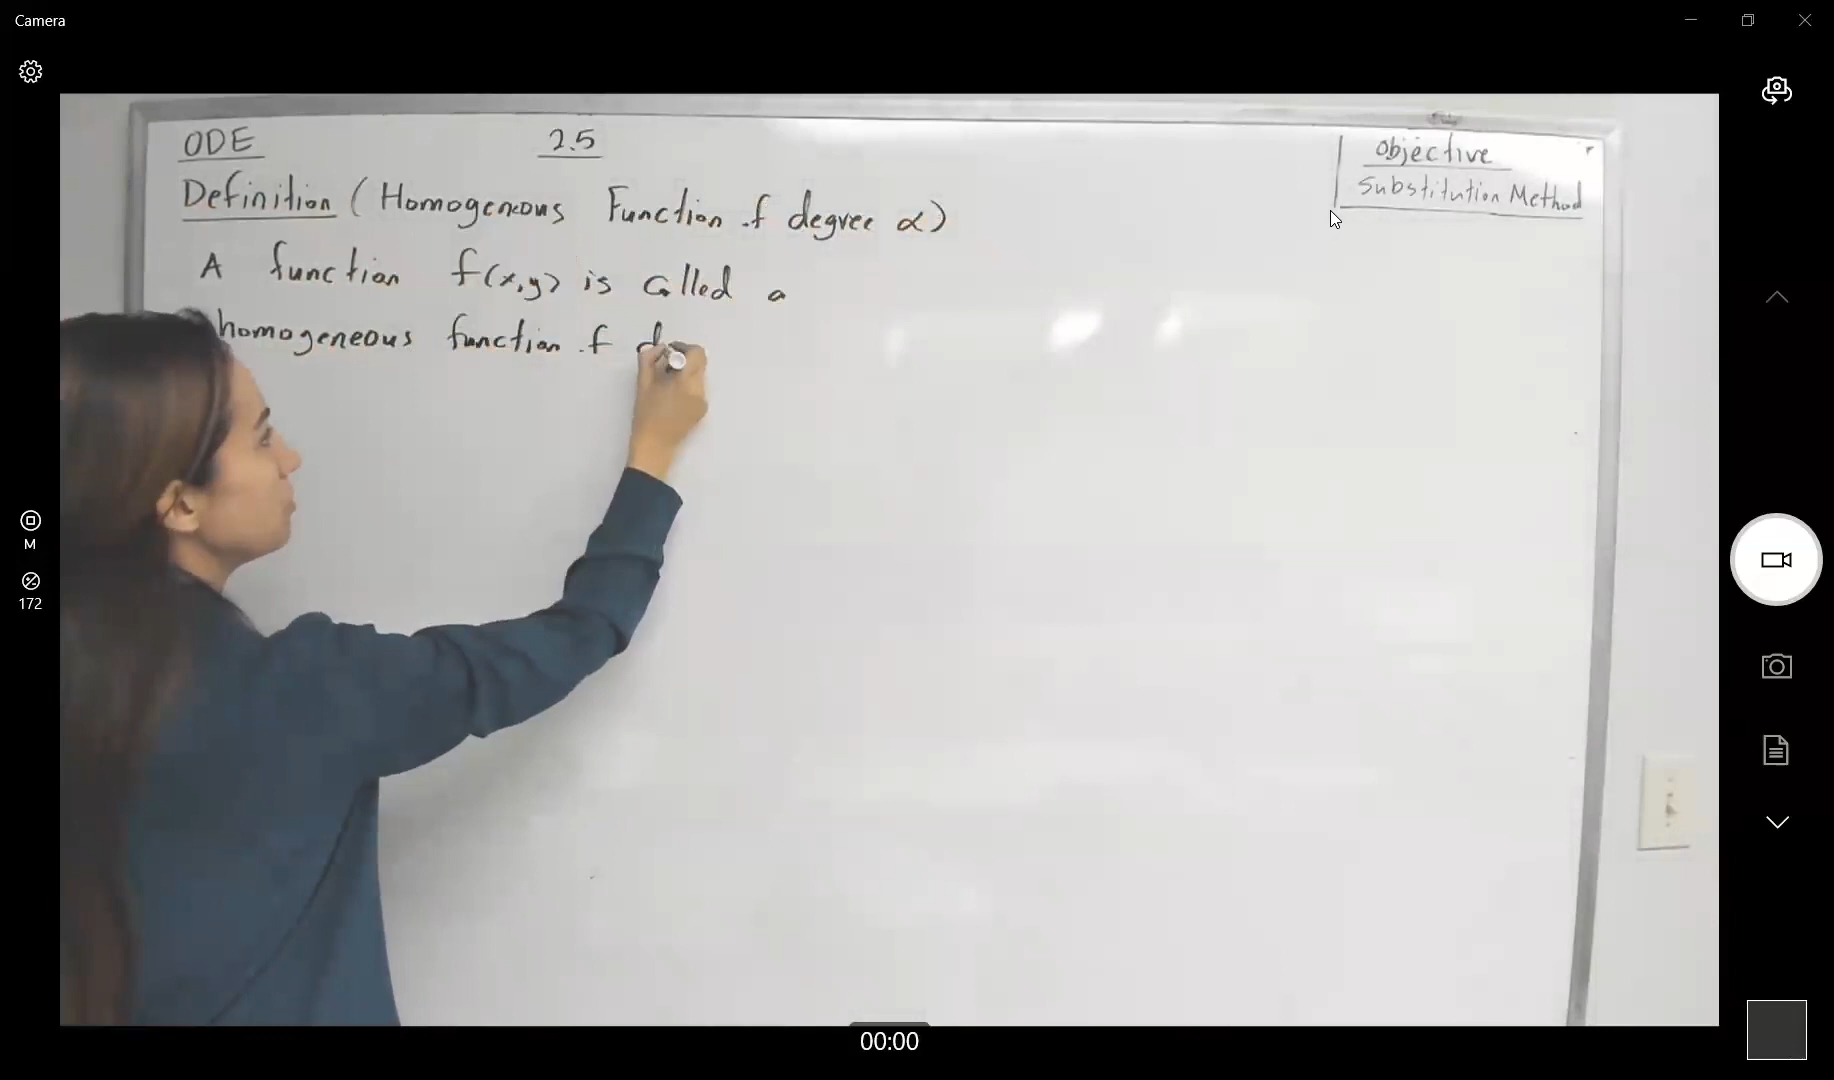 Camera
ODE 2.5
Objective
Substitution Method
Definition (Homogeneous Function of degree α)
A function f(x,y) is called a
homogeneous function of d
M
172
00:00